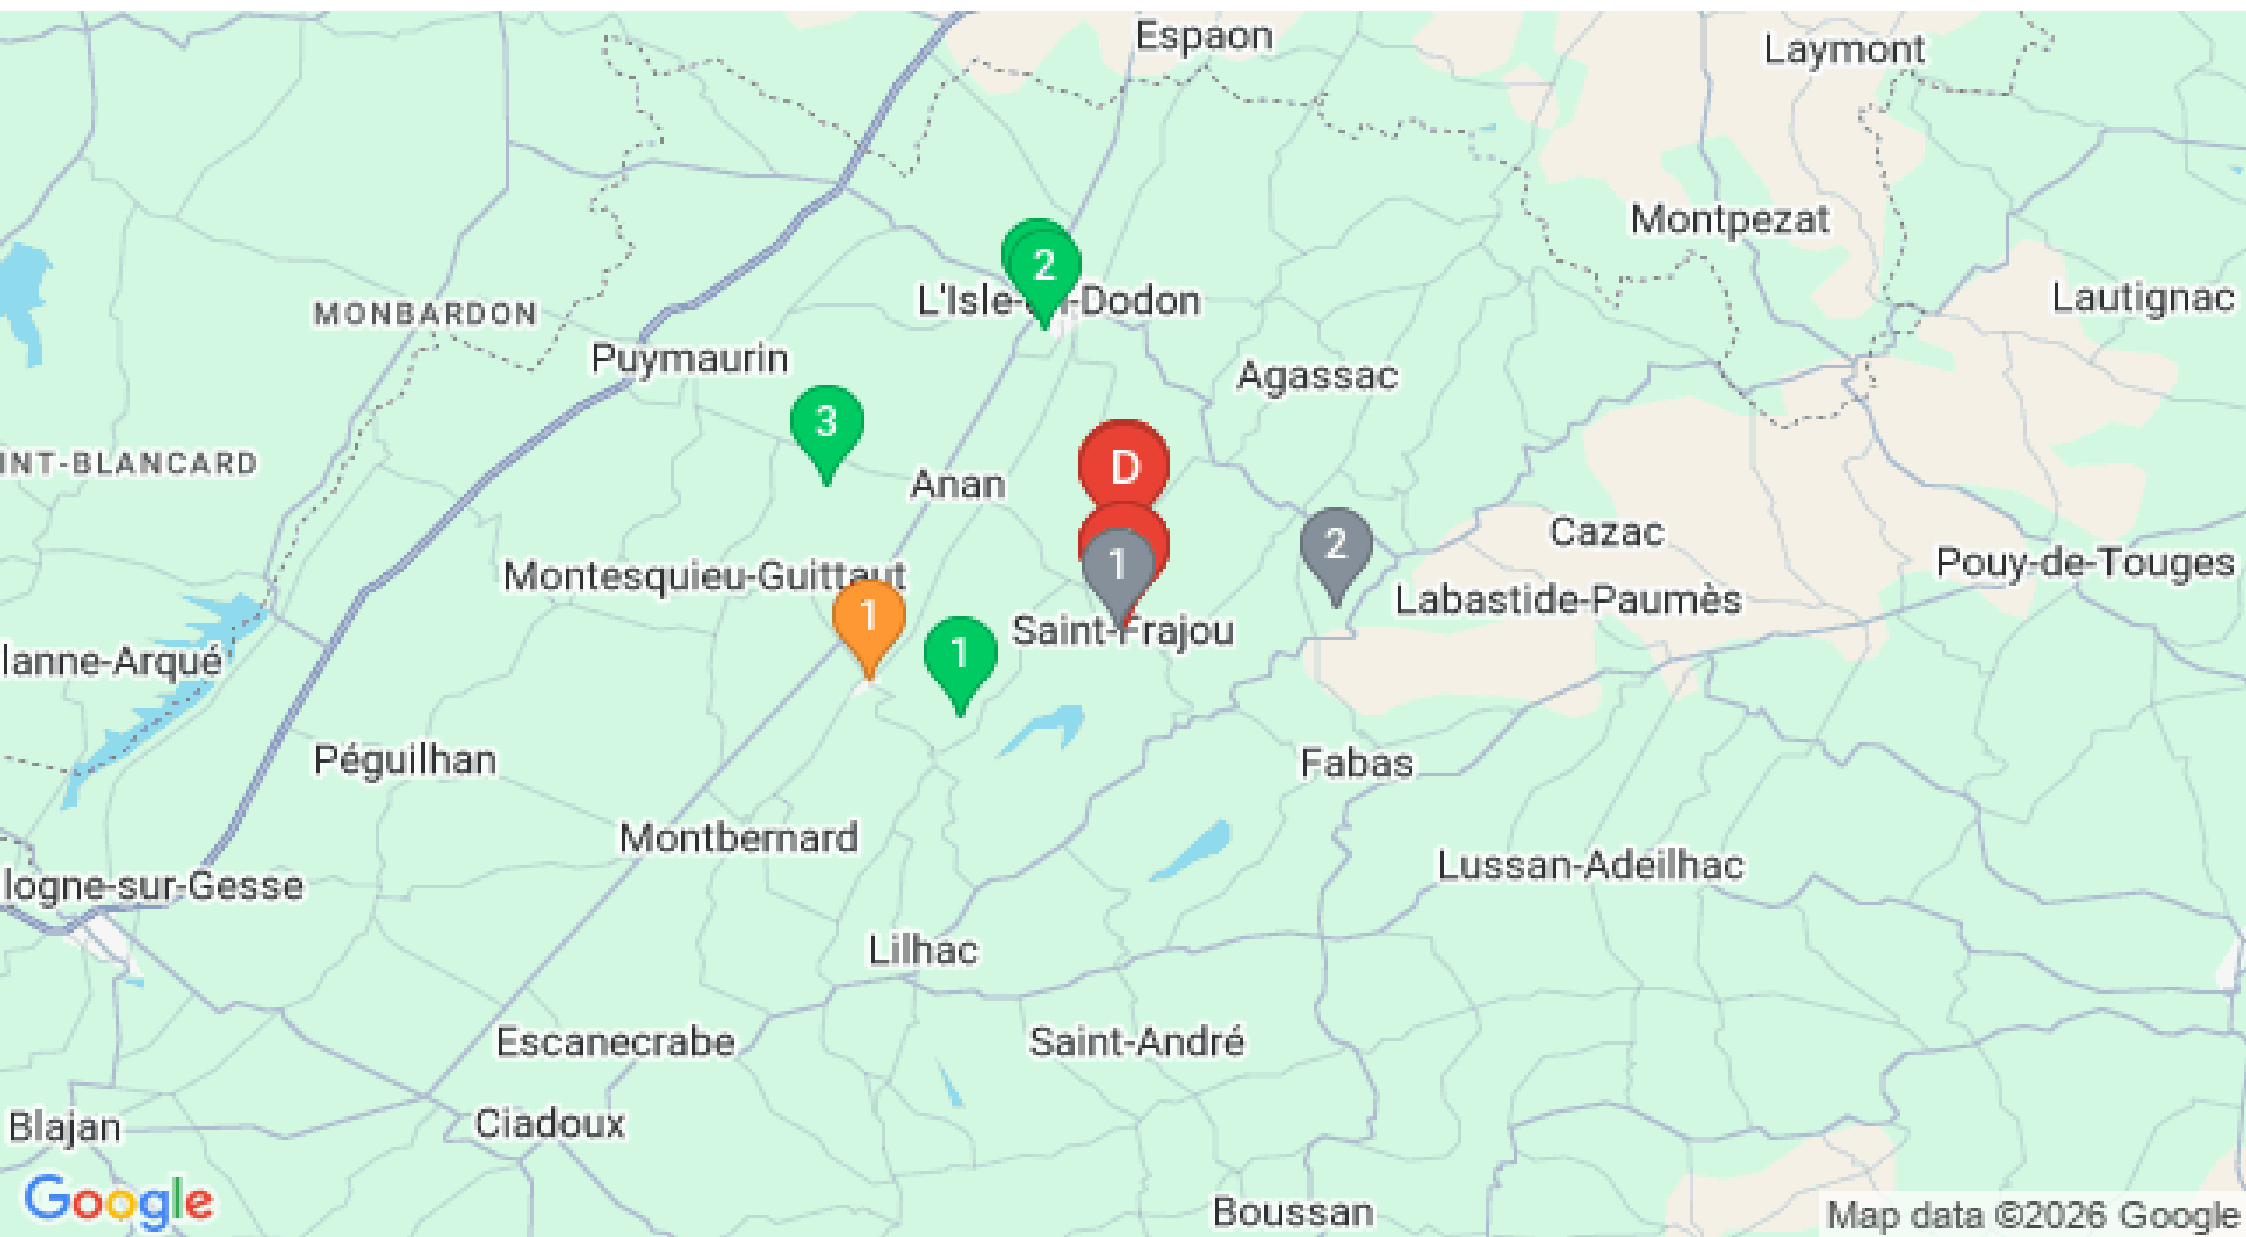 Espaon
Laymont
Montpezat
2
L'Isle-en-Dodon
Lautignac
MONBARDON
Puymaurin
Agassac
3
D
INT-BLANCARD
Anan
Cazac
2
1
Montesquieu-Guittaut
Pouy-de-Touges
Labastide-Paumès
1
Saint-Frajou
1
lanne-Arqué
Péguilhan
Fabas
Montbernard
Lussan-Adeilhac
logne-sur-Gesse
Lilhac
Escanecrabe
Saint-André
Ciadoux
Blajan
Google
Boussan
Map data ©2026 Google